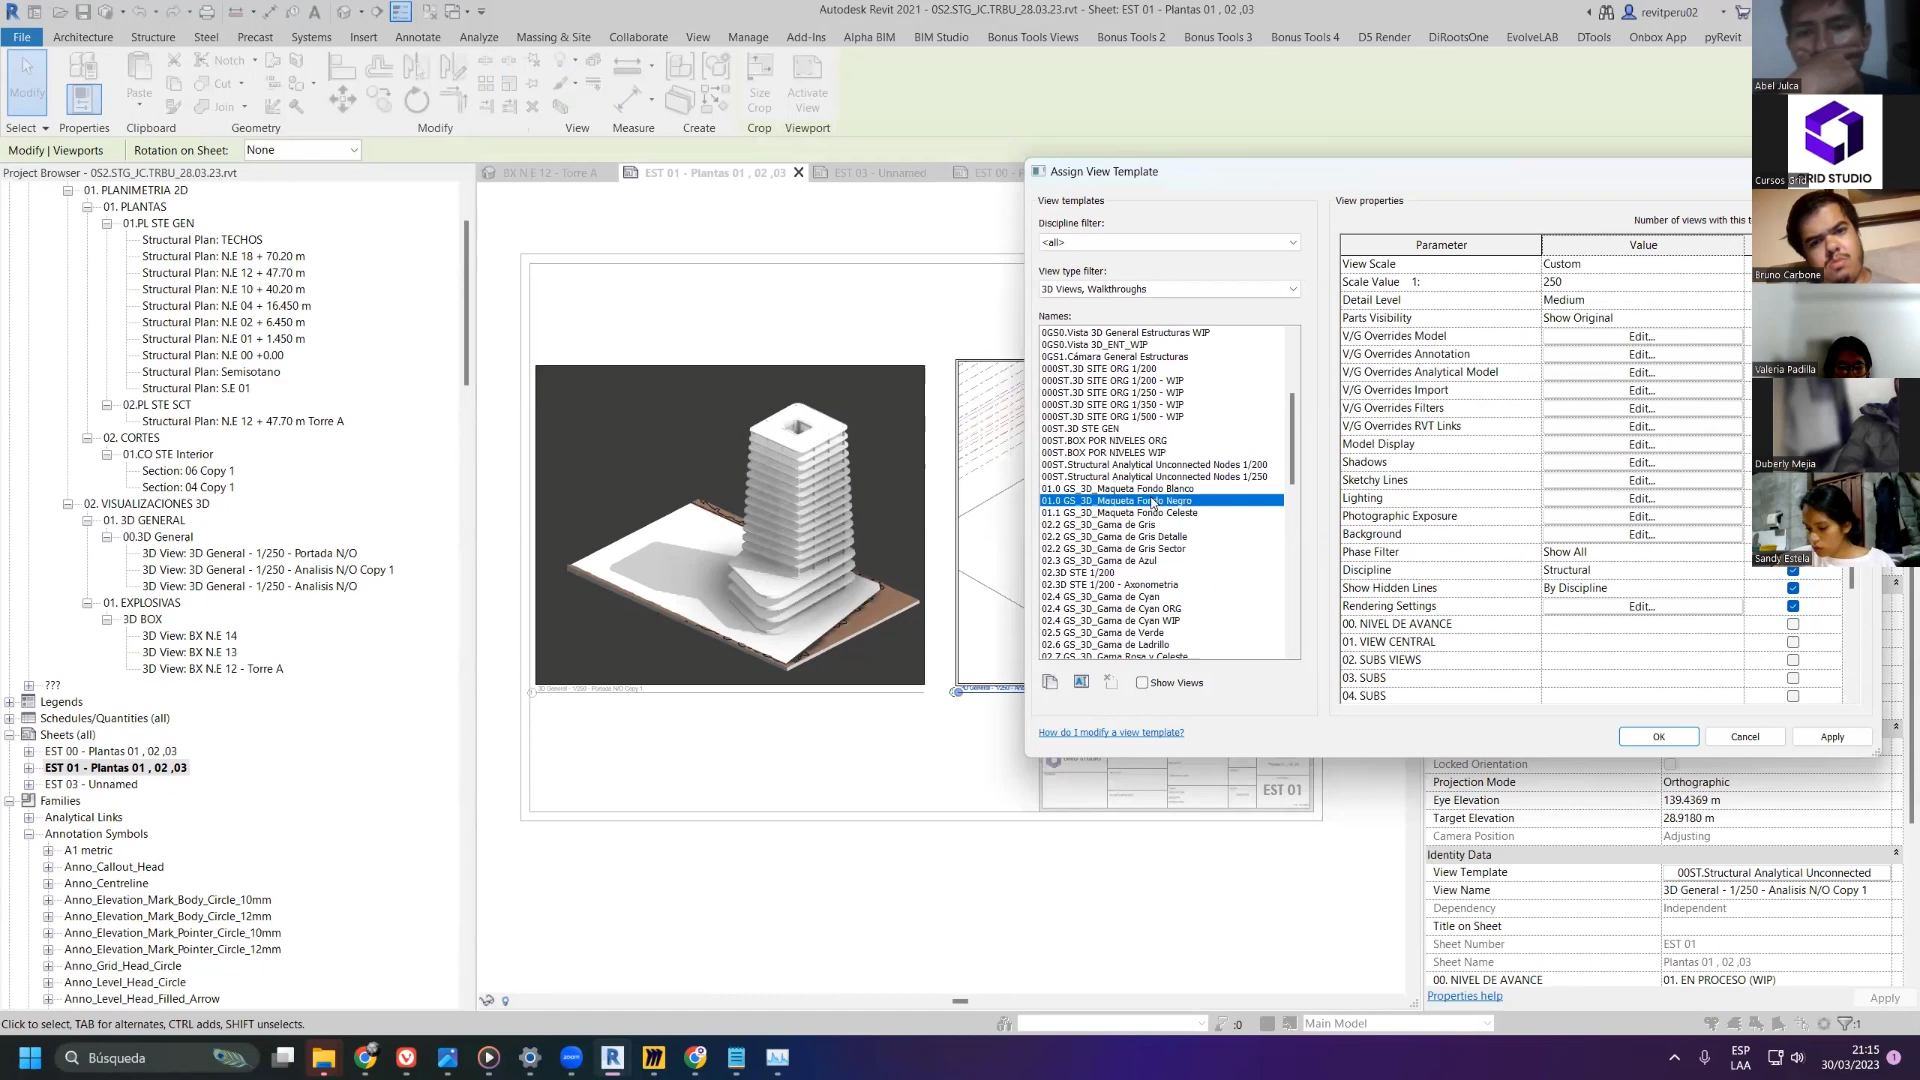 Autodesk Revit 2021 - 0S2.STG_JC.TRBU_28.03.23.rvt - Sheet: EST 01 - Plantas 01 , 02 ,03
revitperu02
File Architecture Structure Steel Precast Systems Insert Annotate Analyze Massing & Site Collaborate View Manage Add-Ins Alpha BIM BIM Studio Bonus Tools Views Bonus Tools 2 Bonus Tools 3 Bonus Tools 4 D5 Render DiRootsOne EvolveLAB DTools Onbox App pyRevit
Modify
Paste
Notch
Cut
Join
Size Crop
Activate View
Select Properties Clipboard Geometry Modify View Measure Create Crop Viewport
Modify | Viewports
Rotation on Sheet: None
Project Browser - 0S2.STG_JC.TRBU_28.03.23.rvt
01. PLANIMETRIA 2D
01. PLANTAS
01.PL STE GEN
Structural Plan: TECHOS
Structural Plan: N.E 18 + 70.20 m
Structural Plan: N.E 12 + 47.70 m
Structural Plan: N.E 10 + 40.20 m
Structural Plan: N.E 04 + 16.450 m
Structural Plan: N.E 02 + 6.450 m
Structural Plan: N.E 01 + 1.450 m
Structural Plan: N.E 00 +0.00
Structural Plan: Semisotano
Structural Plan: S.E 01
02.PL STE SCT
Structural Plan: N.E 12 + 47.70 m Torre A
02. CORTES
01.CO STE Interior
Section: 06 Copy 1
Section: 04 Copy 1
02. VISUALIZACIONES 3D
01. 3D GENERAL
00.3D General
3D View: 3D General - 1/250 - Portada N/O
3D View: 3D General - 1/250 - Analisis N/O Copy 1
3D View: 3D General - 1/250 - Analisis N/O
01. EXPLOSIVAS
3D BOX
3D View: BX N.E 14
3D View: BX N.E 13
3D View: BX N.E 12 - Torre A
???
Legends
Schedules/Quantities (all)
Sheets (all)
EST 00 - Plantas 01 , 02 ,03
EST 01 - Plantas 01 , 02 ,03
EST 03 - Unnamed
Families
Analytical Links
Annotation Symbols
A1 metric
Anno_Callout_Head
Anno_Centreline
Anno_Elevation_Mark_Body_Circle_10mm
Anno_Elevation_Mark_Body_Circle_12mm
Anno_Elevation_Mark_Pointer_Circle_10mm
Anno_Elevation_Mark_Pointer_Circle_12mm
Anno_Grid_Head_Circle
Anno_Level_Head_Circle
Anno_Level_Head_Filled_Arrow
BX N E 12 - Torre A
EST 01 - Plantas 01 , 02 ,03
EST 03 - Unnamed
EST 00 - P
3D General - 1/250 - Portada N/O Copy 1
EST 01
Assign View Template
View templates
Discipline filter:
<all>
View type filter:
3D Views, Walkthroughs
Names:
0GS0.Vista 3D General Estructuras WIP
0GS0.Vista 3D_ENT_WIP
0GS1.Cámara General Estructuras
000ST.3D SITE ORG 1/200
000ST.3D SITE ORG 1/200 - WIP
000ST.3D SITE ORG 1/250 - WIP
000ST.3D SITE ORG 1/350 - WIP
000ST.3D SITE ORG 1/500 - WIP
00ST.3D STE GEN
00ST.BOX POR NIVELES ORG
00ST.BOX POR NIVELES WIP
00ST.Structural Analytical Unconnected Nodes 1/200
00ST.Structural Analytical Unconnected Nodes 1/250
01.0 GS_3D_Maqueta Fondo Blanco
01.0 GS_3D_Maqueta Fondo Negro
01.1 GS_3D_Maqueta Fondo Celeste
02.2 GS_3D_Gama de Gris
02.2 GS_3D_Gama de Gris Detalle
02.2 GS_3D_Gama de Gris Sector
02.3 GS_3D_Gama de Azul
02.3D STE 1/200
02.3D STE 1/200 - Axonometria
02.4 GS_3D_Gama de Cyan
02.4 GS_3D_Gama de Cyan ORG
02.4 GS_3D_Gama de Cyan WIP
02.5 GS_3D_Gama de Verde
02.6 GS_3D_Gama de Ladrillo
02.7 GS_3D_Gama Rosa y Celeste
Show Views
How do I modify a view template?
View properties
Number of views with this t
Parameter Value
View Scale Custom
Scale Value 1: 250
Detail Level Medium
Parts Visibility Show Original
V/G Overrides Model Edit...
V/G Overrides Annotation Edit...
V/G Overrides Analytical Model Edit...
V/G Overrides Import Edit...
V/G Overrides Filters Edit...
V/G Overrides RVT Links Edit...
Model Display Edit...
Shadows Edit...
Sketchy Lines Edit...
Lighting Edit...
Photographic Exposure Edit...
Background Edit...
Phase Filter Show All
Discipline Structural
Show Hidden Lines By Discipline
Rendering Settings Edit...
00. NIVEL DE AVANCE
01. VIEW CENTRAL
02. SUBS VIEWS
03. SUBS
04. SUBS
OK Cancel Apply
Locked Orientation
Projection Mode Orthographic
Eye Elevation 139.4369 m
Target Elevation 28.9180 m
Camera Position Adjusting
Identity Data
View Template 00ST.Structural Analytical Unconnected
View Name 3D General - 1/250 - Analisis N/O Copy 1
Dependency Independent
Title on Sheet
Sheet Number EST 01
Sheet Name Plantas 01 , 02 ,03
00. NIVEL DE AVANCE 01. EN PROCESO (WIP)
Properties help
Apply
Abel Julca
GRID STUDIO
Cursos Grid
Bruno Carbone
Valeria Padilla
Duberly Mejia
Sandy Estela
Click to select, TAB for alternates, CTRL adds, SHIFT unselects.
:0
Main Model
:1
Búsqueda
ESP
LAA
21:15
30/03/2023
1